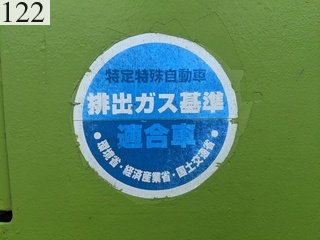 122
特定特殊自動車
排出ガス基準
適合車
●環境省・経済産業省・国土交通省●